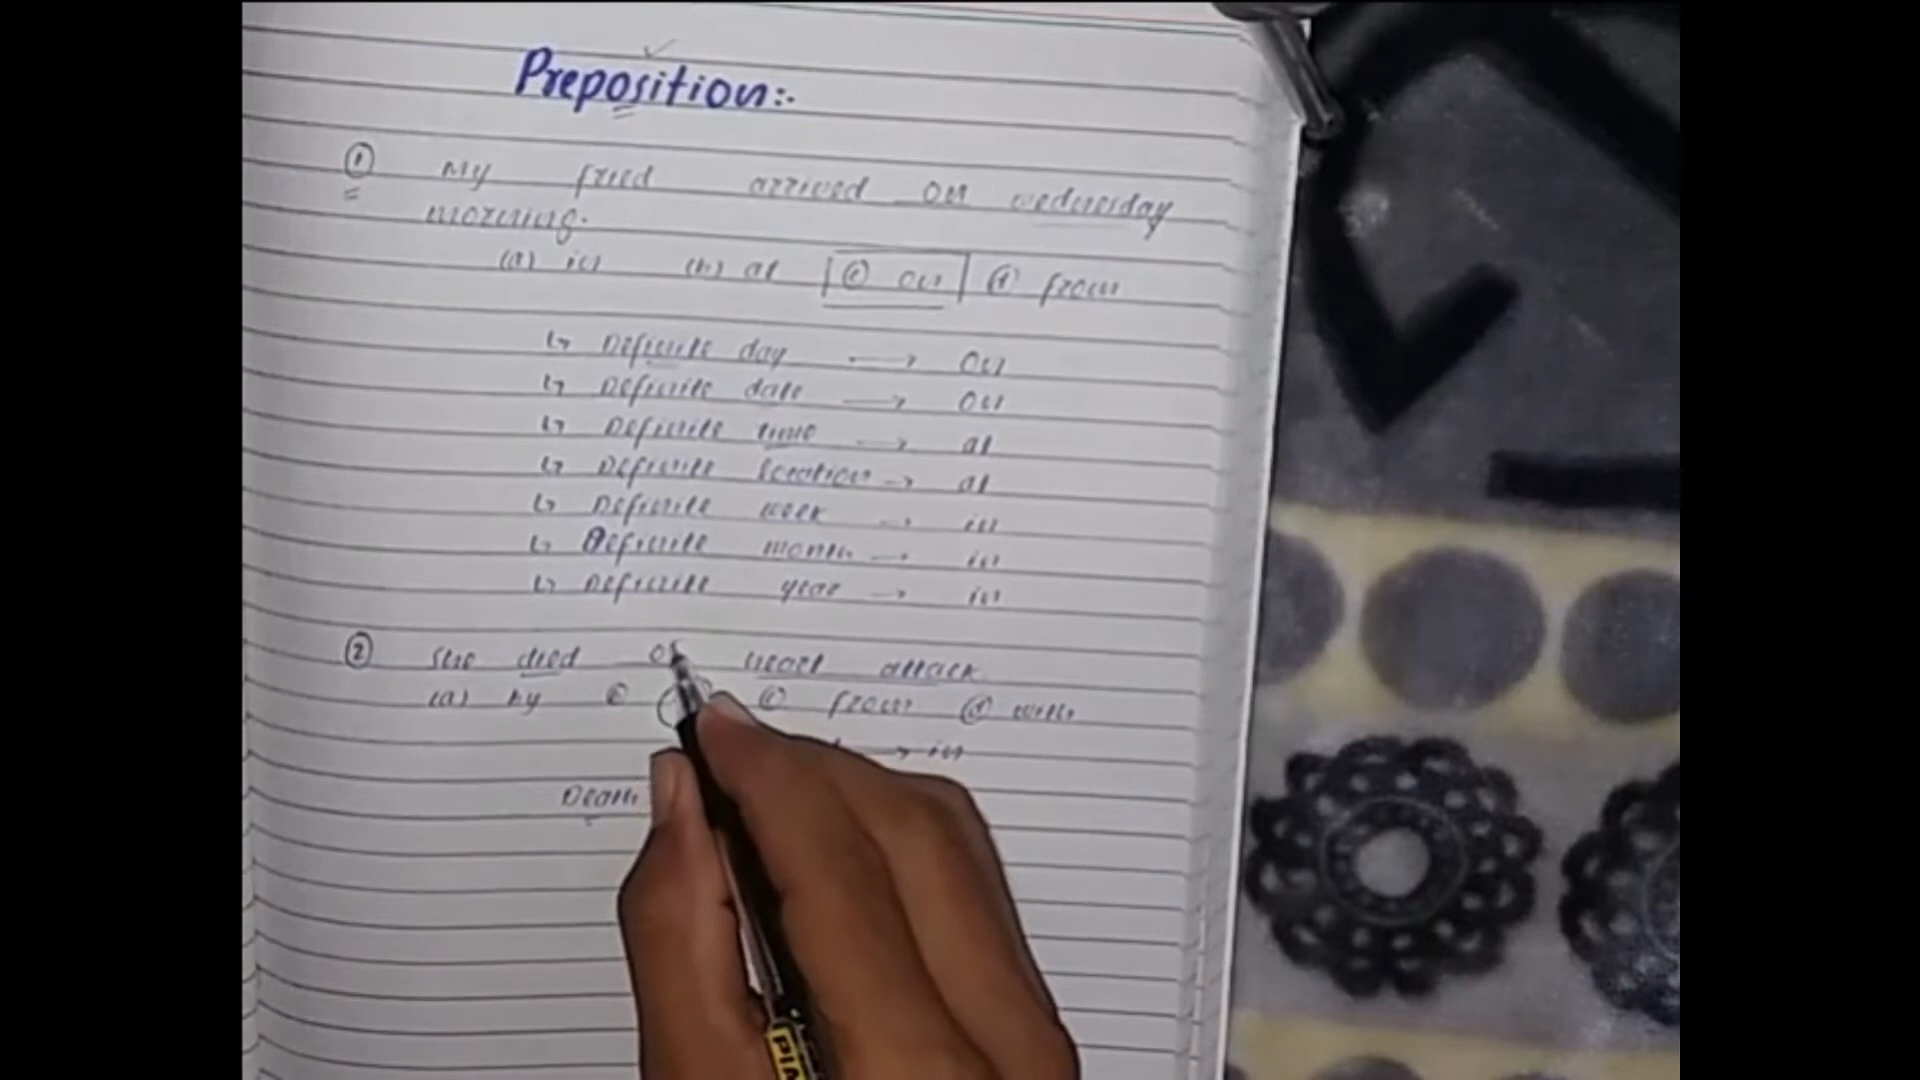 Preposition:-
① My fried arrived on wednesday
morning.
(a) in (b) at (c) on (d) from
↳ Definite day → on
↳ Definite date → on
↳ Definite time → at
↳ Definite location → at
↳ Definite week → in
↳ Definite month → in
↳ Definite year → in
② She died of heart attack
(a) by (c) from (d) with
→ in
Death
PIA